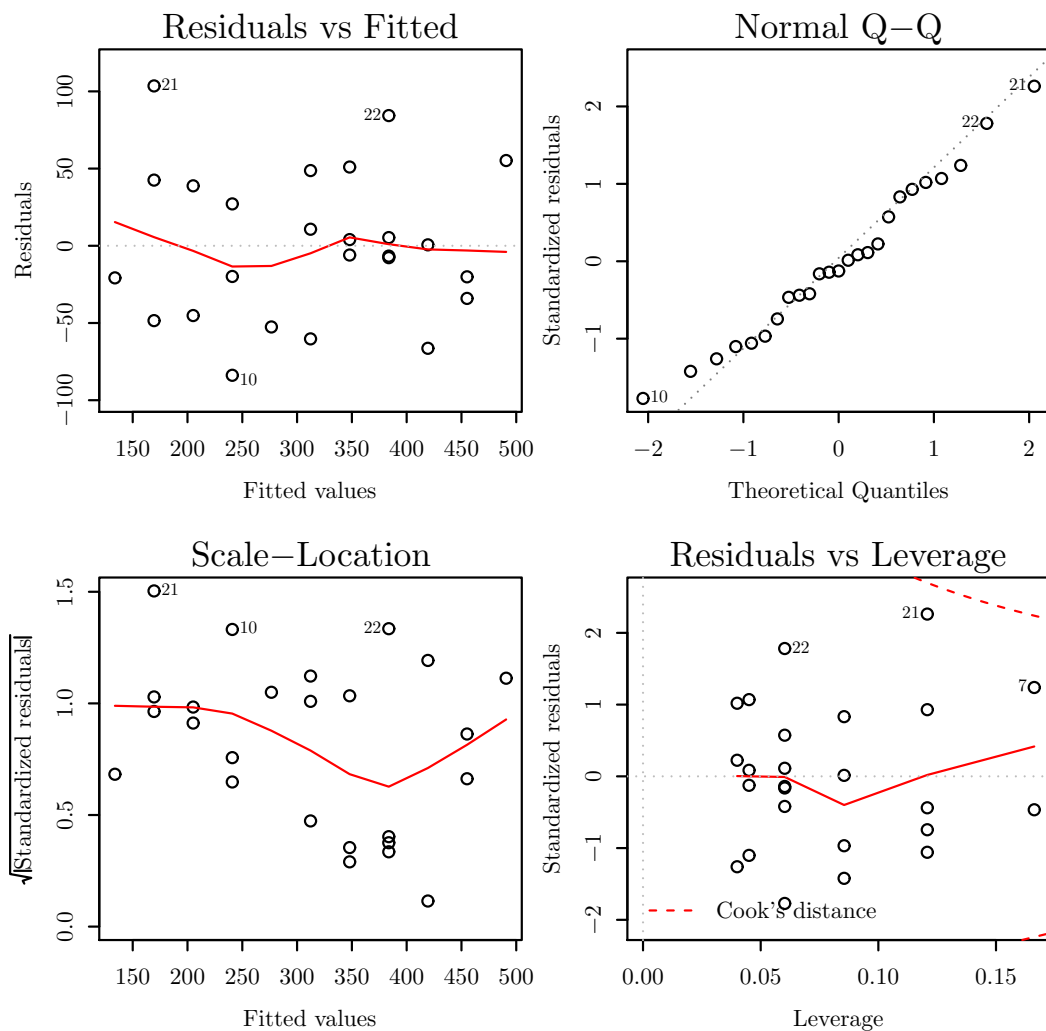 Residuals vs Fitted
100
50
0
−50
−100
Residuals
21
22
10
150 200 250 300 350 400 450 500
Fitted values
Normal Q−Q
2
1
0
−1
Standardized residuals
21
22
10
−2 −1 0 1 2
Theoretical Quantiles
Scale−Location
1.5
1.0
0.5
0.0
√|Standardized residuals|
21
10
22
150 200 250 300 350 400 450 500
Fitted values
Residuals vs Leverage
2
1
0
−1
−2
Standardized residuals
21
22
7
Cook's distance
0.00 0.05 0.10 0.15
Leverage